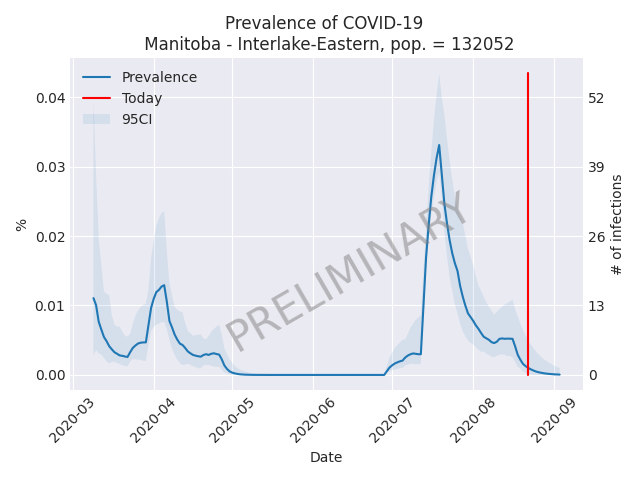 Prevalence of COVID-19
Manitoba - Interlake-Eastern, pop. = 132052
Prevalence
Today
95CI
PRELIMINARY
%
0.04
0.03
0.02
0.01
0.00
52
39
26
13
0
# of infections
2020-03
2020-04
2020-05
2020-06
2020-07
2020-08
2020-09
Date